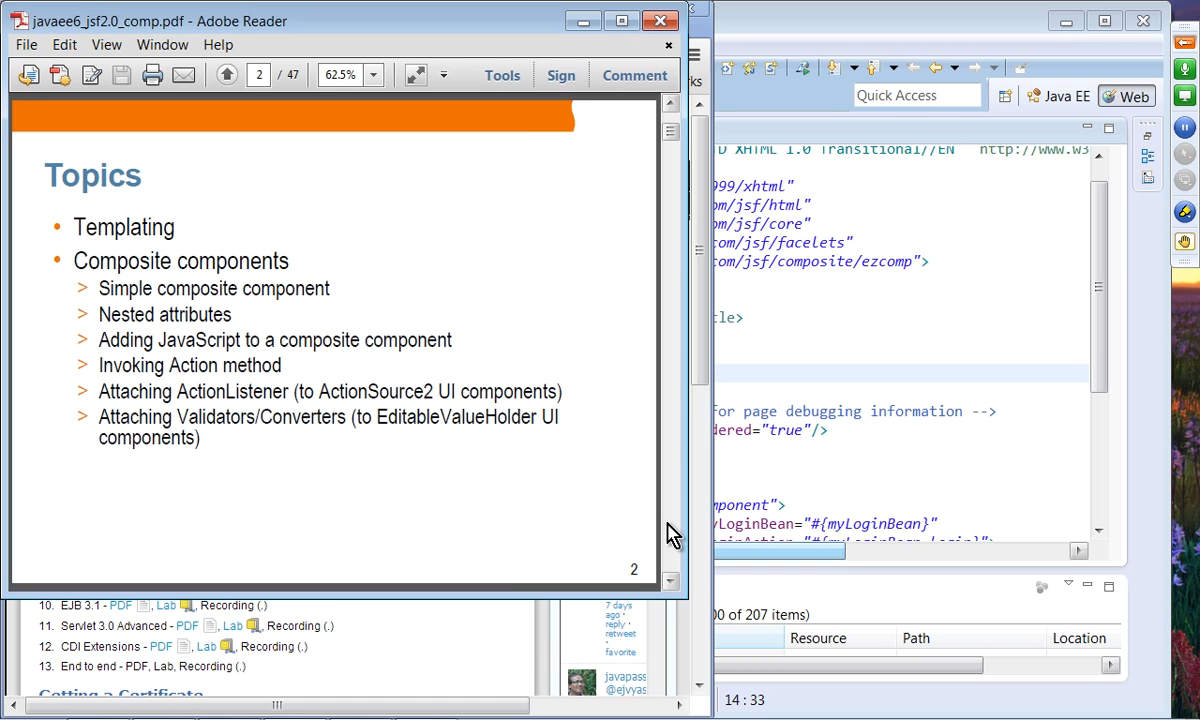 javaee6_jsf2.0_comp.pdf - Adobe Reader
File Edit View Window Help
2 / 47 62.5% Tools Sign Comment
Topics
• Templating
• Composite components
> Simple composite component
> Nested attributes
> Adding JavaScript to a composite component
> Invoking Action method
> Attaching ActionListener (to ActionSource2 UI components)
> Attaching Validators/Converters (to EditableValueHolder UI
components)
2
10. EJB 3.1 - PDF, Lab, Recording (.)
11. Servlet 3.0 Advanced - PDF, Lab, Recording (.)
12. CDI Extensions - PDF, Lab, Recording (.)
13. End to end - PDF, Lab, Recording (.)
Getting a Certificate
7 days
ago ·
reply ·
retweet
·
favorite
javapass
@ejvyas
ks
Quick Access Java EE Web
D XHTML 1.0 Transitional//EN" "http://www.w3
999/xhtml"
om/jsf/html"
om/jsf/core"
com/jsf/facelets"
com/jsf/composite/ezcomp">
tle>
for page debugging information -->
dered="true"/>
mponent">
yLoginBean="#{myLoginBean}"
oginAction="#{myLoginBean.login}">
00 of 207 items)
Resource Path Location
14 : 33